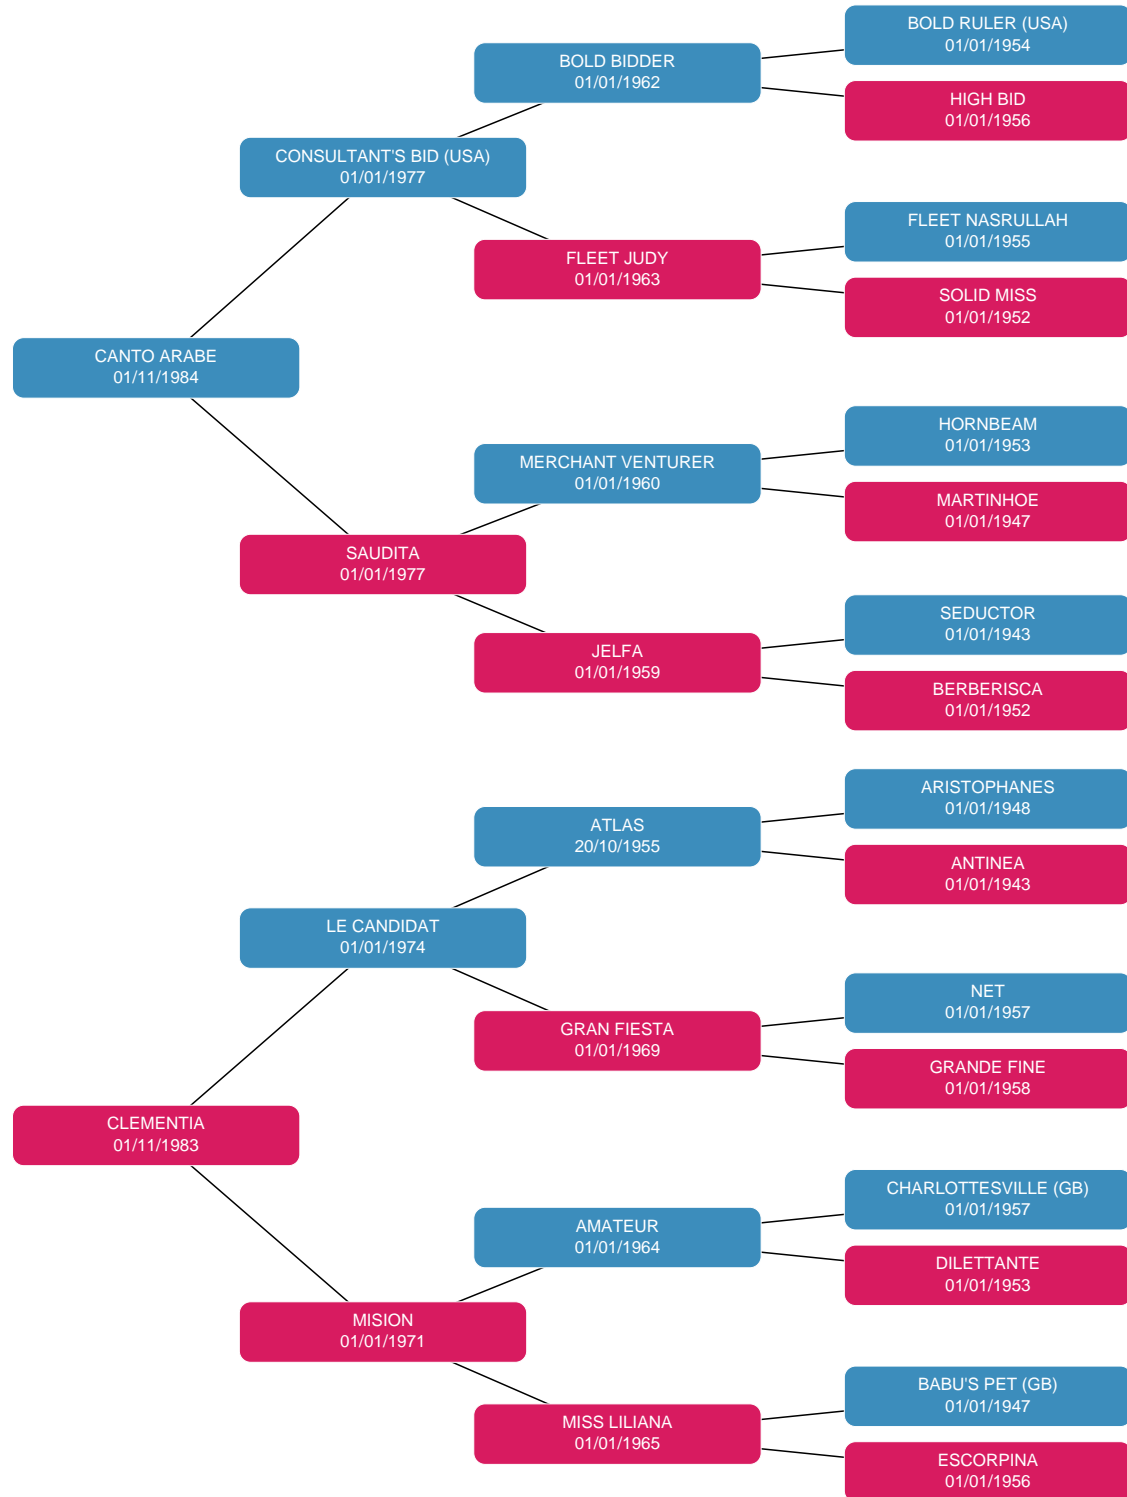 BOLD RULER (USA)
01/01/1954
BOLD BIDDER
01/01/1962
HIGH BID
01/01/1956
CONSULTANT'S BID (USA)
01/01/1977
FLEET NASRULLAH
01/01/1955
FLEET JUDY
01/01/1963
SOLID MISS
01/01/1952
CANTO ARABE
01/11/1984
HORNBEAM
01/01/1953
MERCHANT VENTURER
01/01/1960
MARTINHOE
01/01/1947
SAUDITA
01/01/1977
SEDUCTOR
01/01/1943
JELFA
01/01/1959
BERBERISCA
01/01/1952
ARISTOPHANES
01/01/1948
ATLAS
20/10/1955
ANTINEA
01/01/1943
LE CANDIDAT
01/01/1974
NET
01/01/1957
GRAN FIESTA
01/01/1969
GRANDE FINE
01/01/1958
CLEMENTIA
01/11/1983
CHARLOTTESVILLE (GB)
01/01/1957
AMATEUR
01/01/1964
DILETTANTE
01/01/1953
MISION
01/01/1971
BABU'S PET (GB)
01/01/1947
MISS LILIANA
01/01/1965
ESCORPINA
01/01/1956